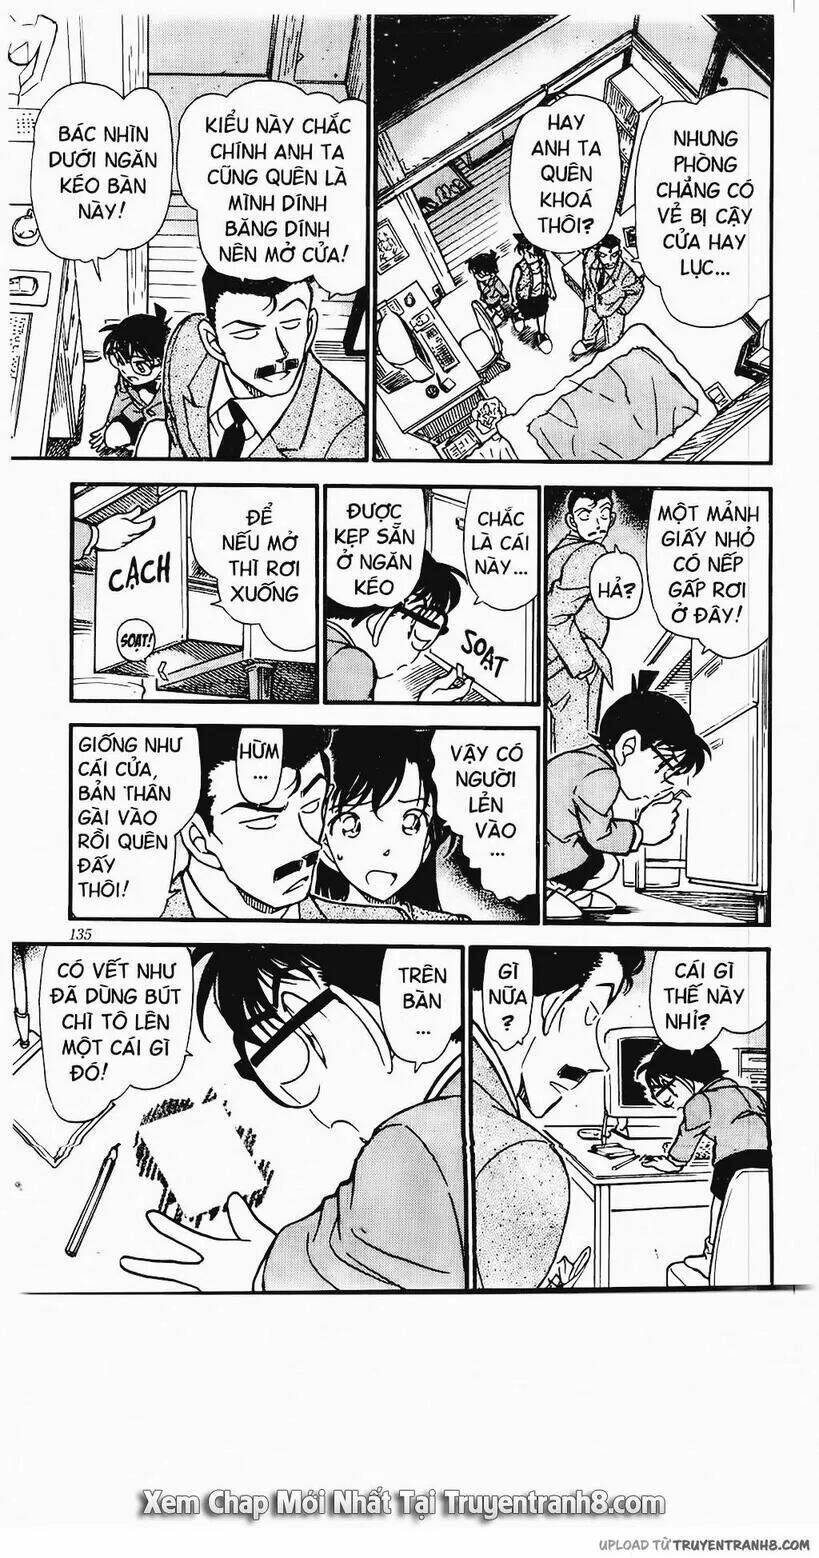 NHƯNG
PHÒNG
CHẲNG CÓ
VẺ BỊ CẬY
CỬA HAY
LỤC...
HAY
ANH TA
QUÊN
KHOÁ
THÔI?
KIỂU NÀY CHẮC
CHÍNH ANH TA
CŨNG QUÊN LÀ
MÌNH DÍNH
BĂNG DÍNH
NÊN MỞ CỬA!
BÁC NHÌN
DƯỚI NGĂN
KÉO BÀN
NÀY!
MỘT MẢNH
GIẤY NHỎ
CÓ NẾP
GẤP RƠI
Ở ĐÂY!
HẢ?
CHẮC
LÀ CÁI
NÀY...
ĐƯỢC
KẸP SẴN
Ở NGĂN
KÉO
SOẠT
ĐỂ
NẾU MỞ
THÌ RƠI
XUỐNG
CẠCH
SOẠT!
VẬY CÓ
NGƯỜI
LẺN
VÀO
...
HỪM
...
GIỐNG NHƯ
CÁI CỬA,
BẢN THÂN
GÀI VÀO
RỒI QUÊN
ĐẤY
THÔI!
135
CÁI GÌ
THẾ NÀY
NHỈ?
GÌ
NỮA
?
TRÊN
BÀN
...
CÓ VẾT NHƯ
ĐÃ DÙNG BÚT
CHÌ TÔ LÊN
MỘT CÁI GÌ
ĐÓ!
Xem Chap Mới Nhất Tại Truyentranh8.com
UPLOAD TỪ TRUYENTRANH8.COM